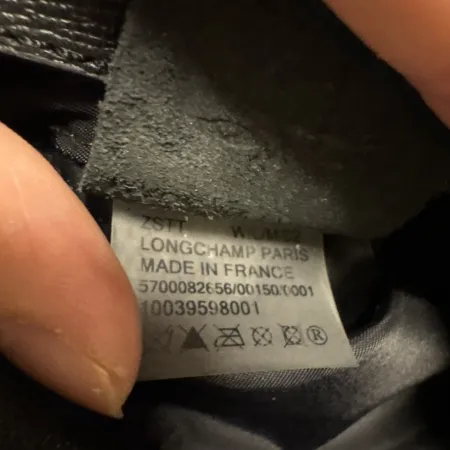 ZSTT
LONGCHAMP PARIS
MADE IN FRANCE
5700082656/00150/0001
10039598001
®